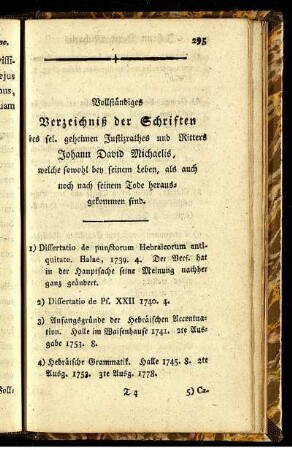 295
Vollständiges
Verzeichniß der Schriften
des sel. geheimen Justizrathes und Ritters
Johann David Michaelis,
welche sowohl bey seinem Leben, als auch
noch nach seinem Tode heraus-
gekommen sind.
1) Dissertatio de punctorum Hebraicorum anti-
quitate. Halae, 1739. 4. Der Verf. hat
in der Hauptsache seine Meinung nachher
ganz geändert.
2) Dissertatio de Ps. XXII 1740. 4.
3) Anfangsgründe der Hebräischen Accentua-
tion. Halle im Waisenhause 1741. 2te Aus-
gabe 1753. 8.
4) Hebräische Grammatik. Halle 1745. 8. 2te
Ausg. 1753. 3te Ausg. 1778.
T 4 5) Ca-